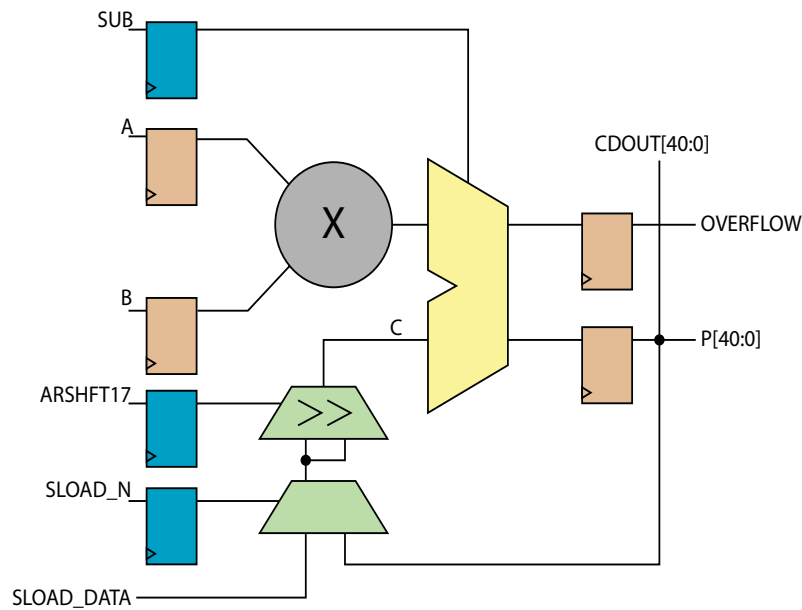 SUB
A
CDOUT[40:0]
X
OVERFLOW
B
C
P[40:0]
ARSHFT17
>>
SLOAD_N
SLOAD_DATA